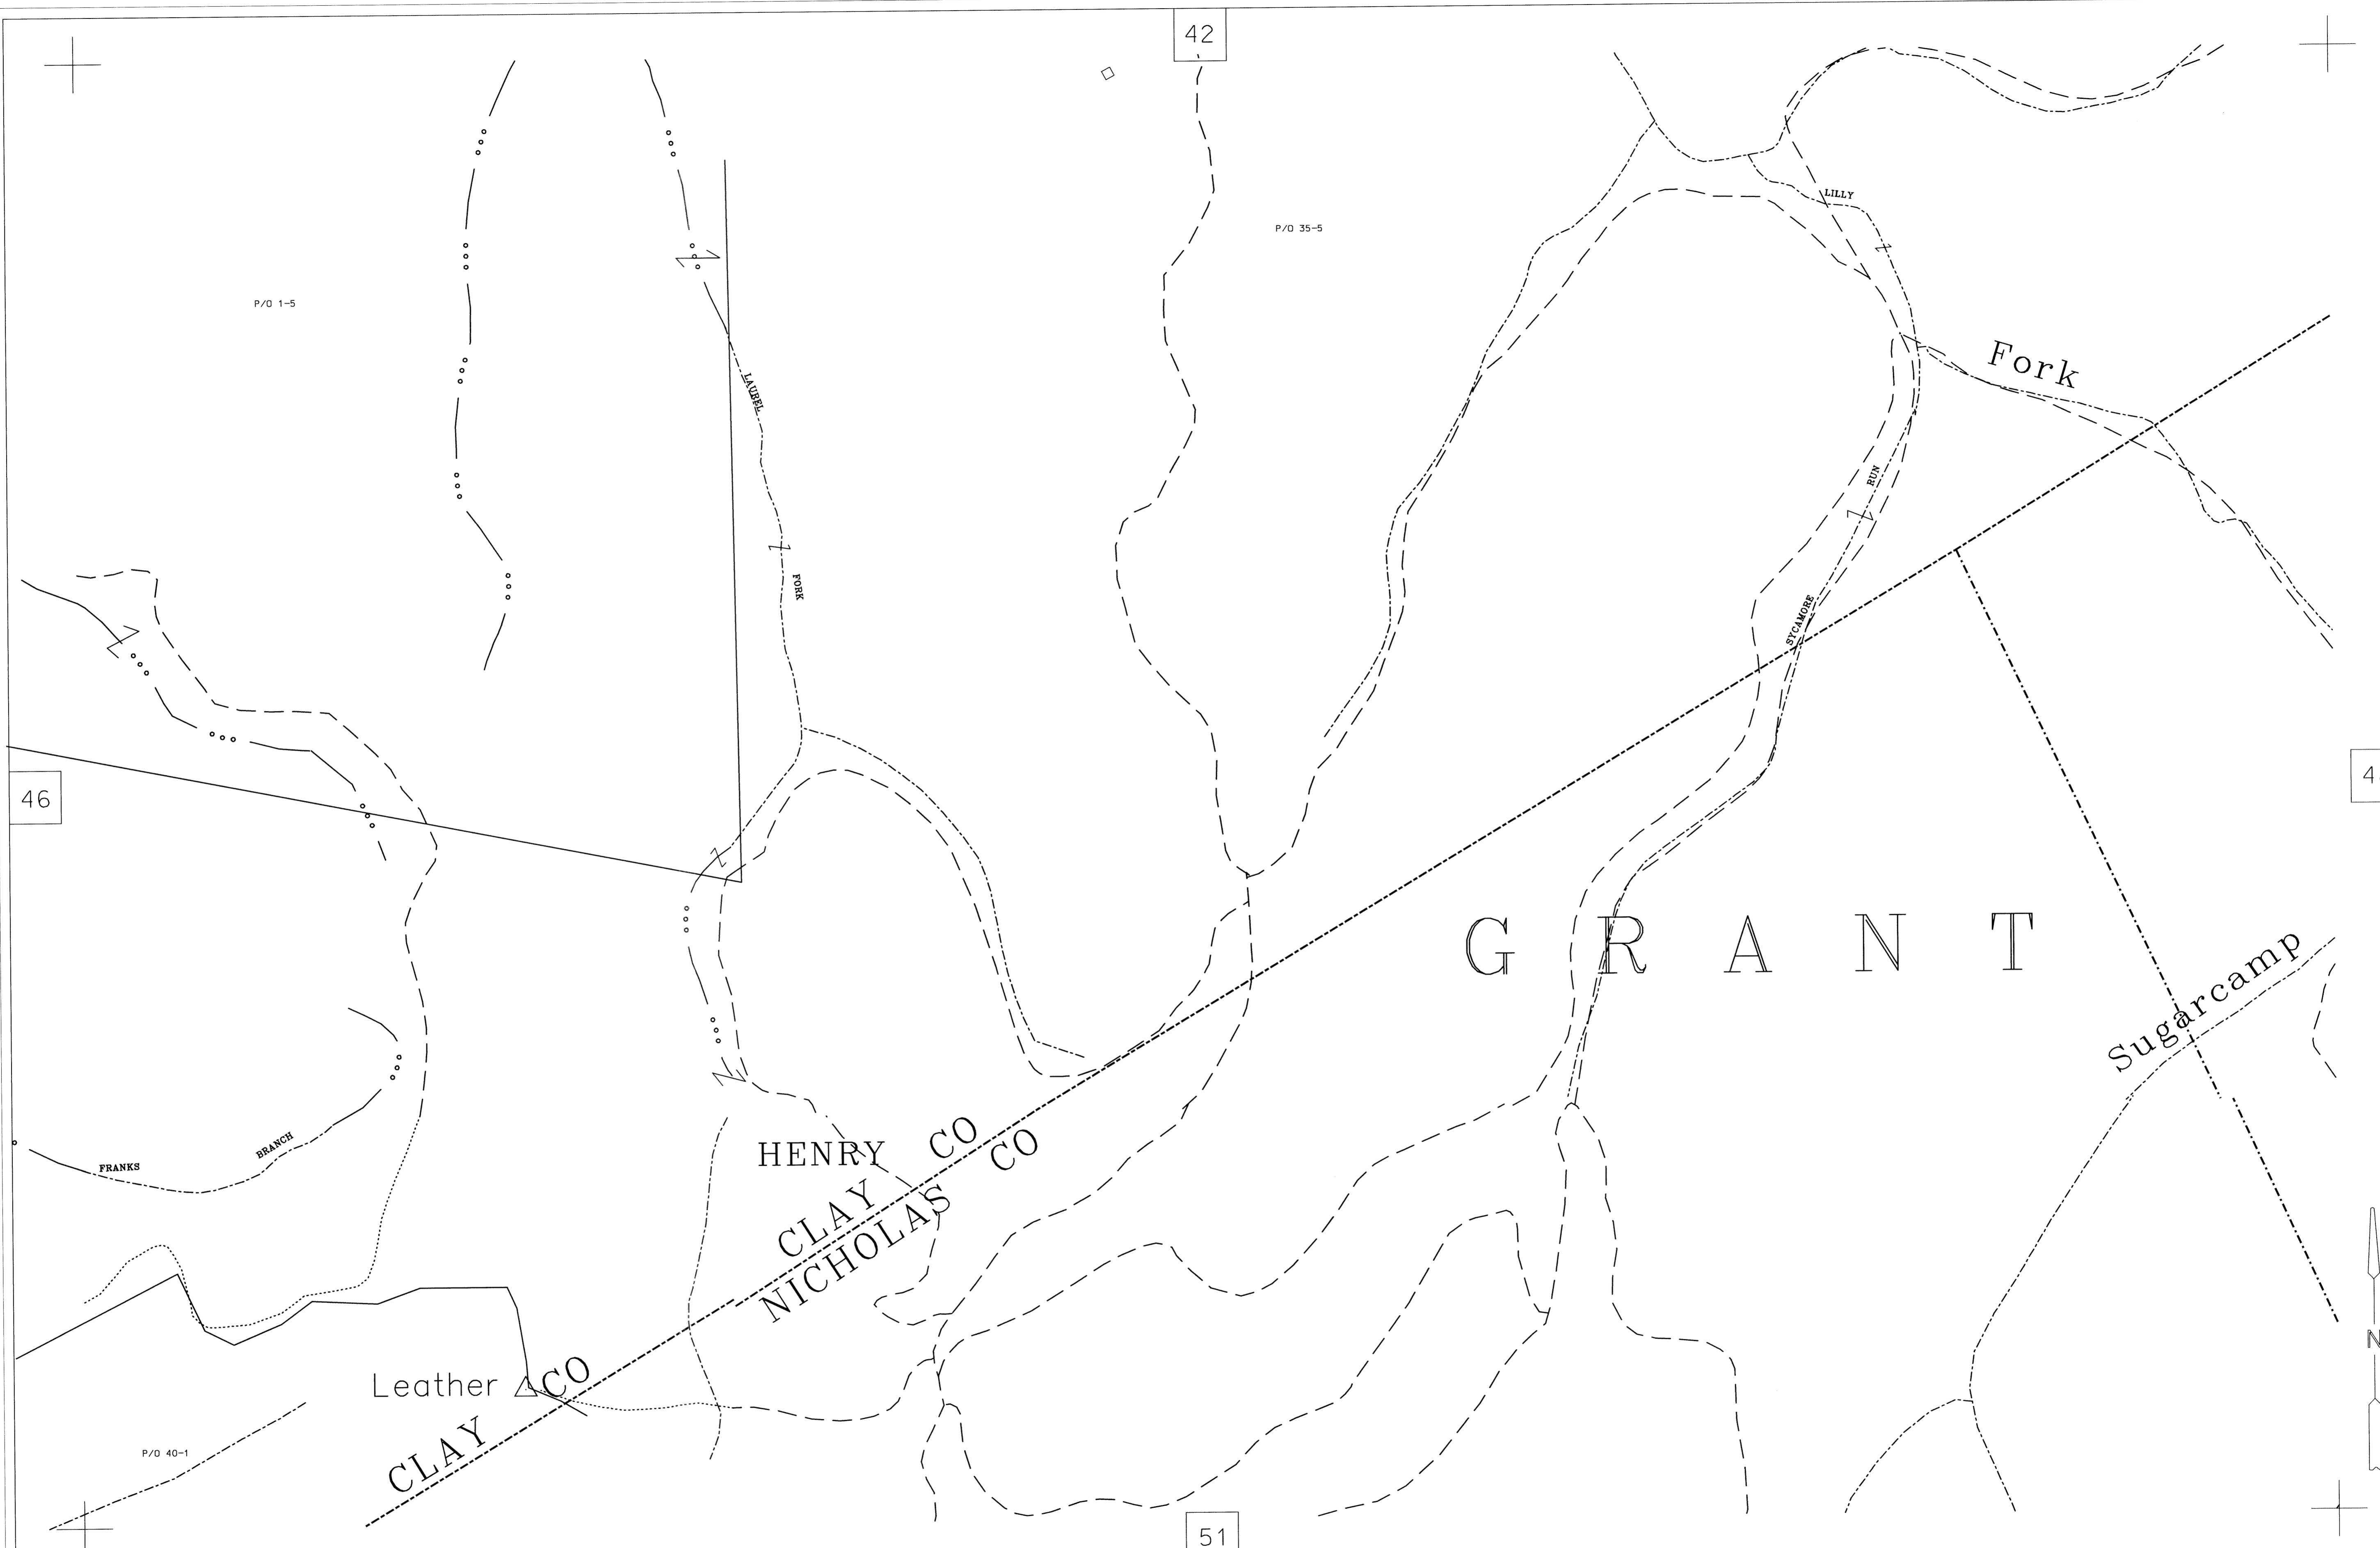 42
LILLY
P/O 35-5
P/O 1-5
Fork
LAUREL
RUN
FORK
SYCAMORE
46
GRANT
Sugarcamp
HENRY
CLAY CO
NICHOLAS CO
BRANCH
FRANKS
N
Leather
CLAY CO
P/O 40-1
51